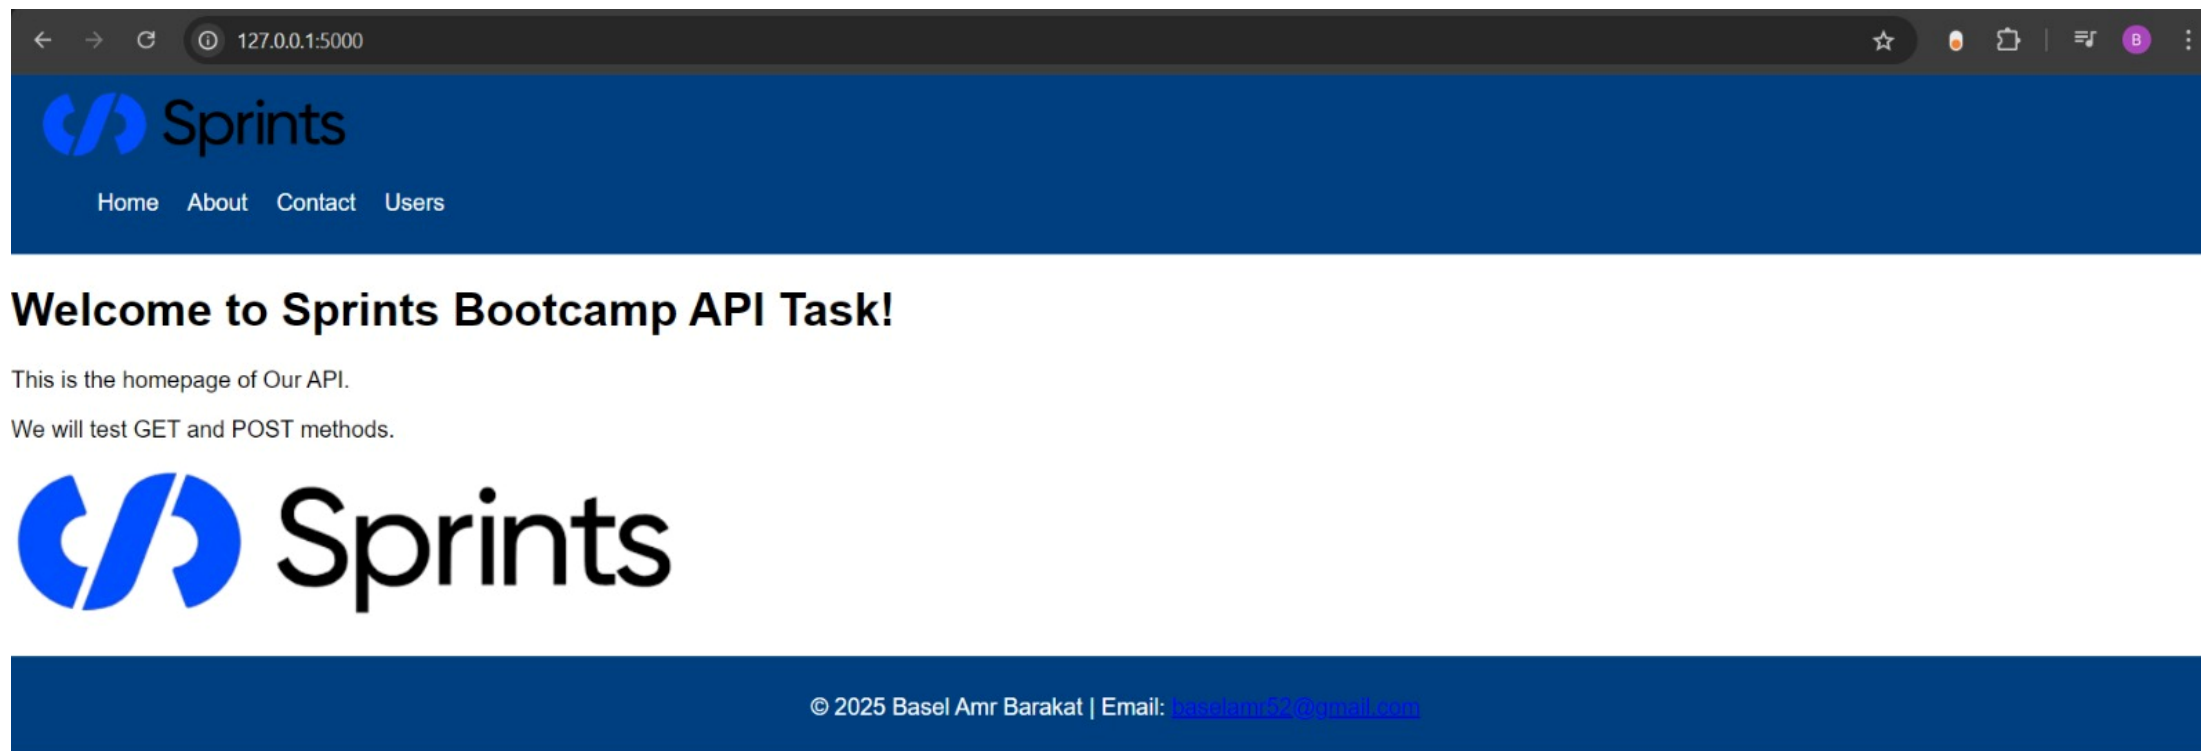 127.0.0.1:5000
B
Sprints
Home About Contact Users
Welcome to Sprints Bootcamp API Task!
This is the homepage of Our API.
We will test GET and POST methods.
Sprints
© 2025 Basel Amr Barakat | Email: baselamr52@gmail.com